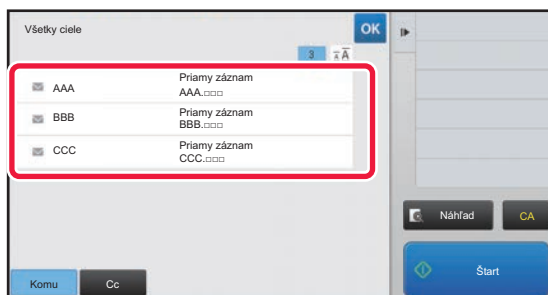 Všetky ciele
OK
3
AAA
Priamy záznam
AAA.□□□
BBB
Priamy záznam
BBB.□□□
CCC
Priamy záznam
CCC.□□□
Náhľad
CA
Štart
Komu
Cc